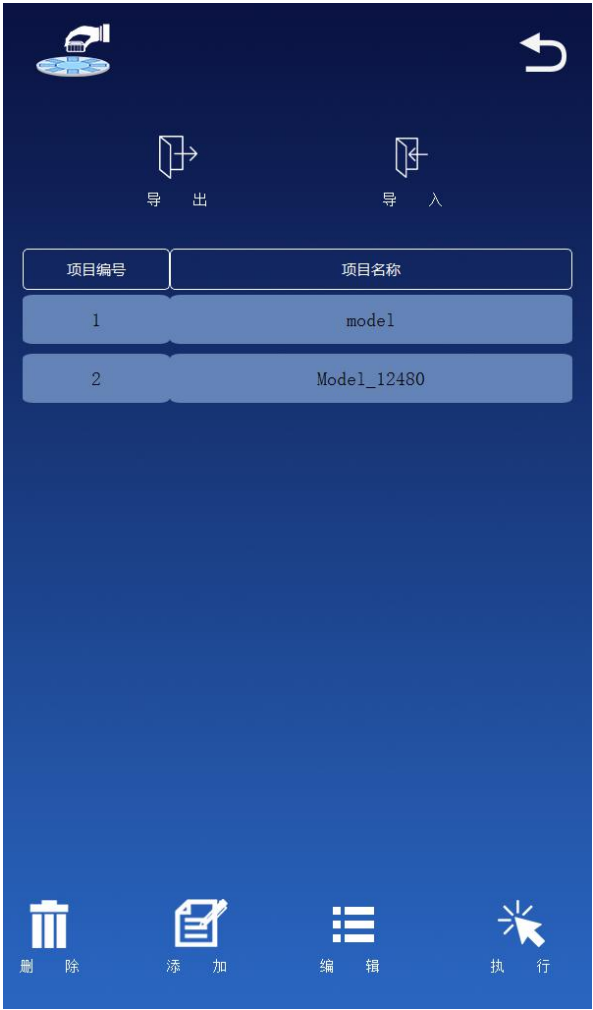 导 出 导 入
项目编号 项目名称
1 model
2 Model_12480
删 除 添 加 编 辑 执 行